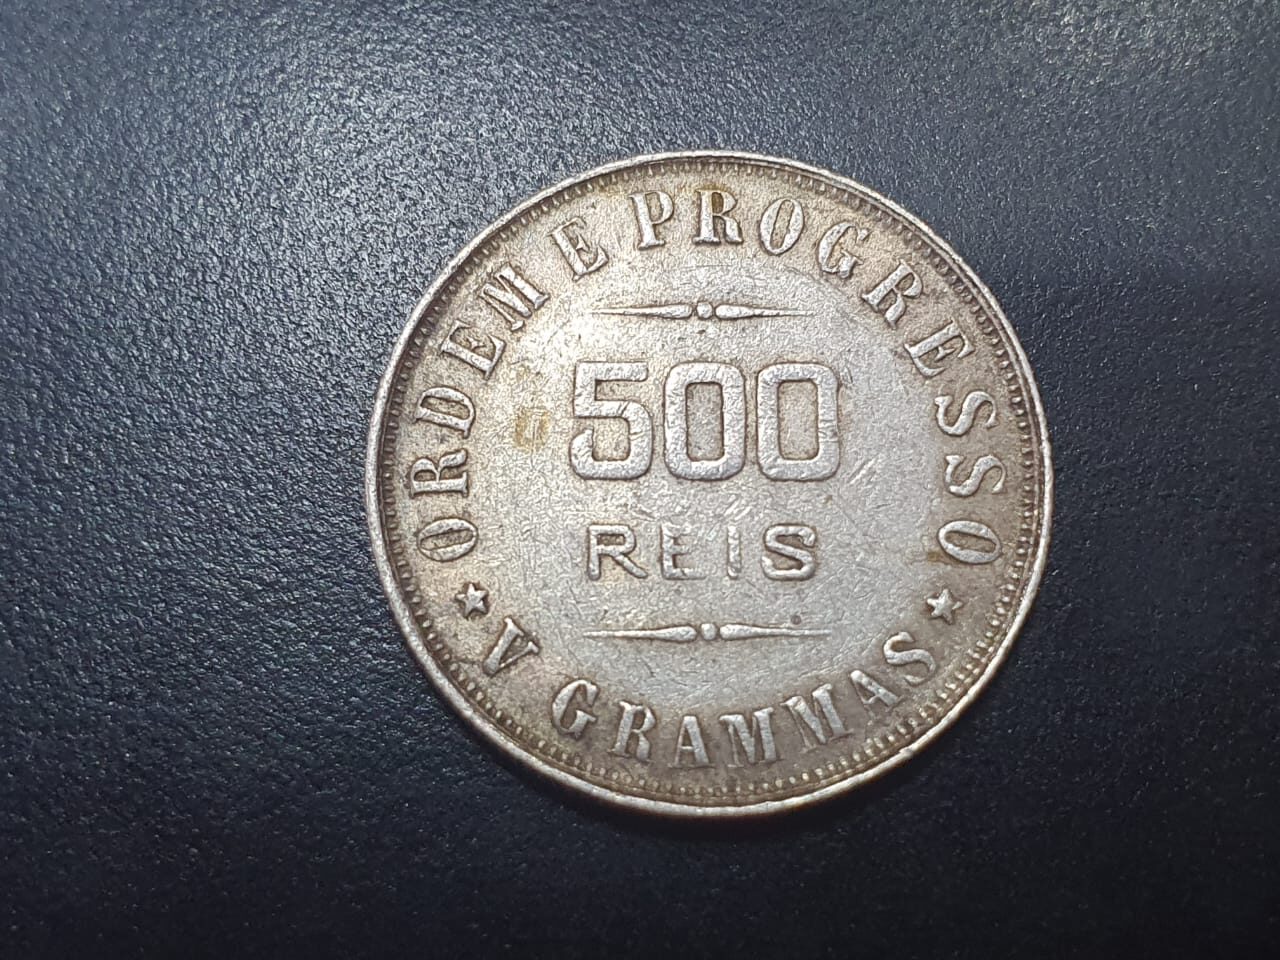 ORDEM E PROGRESSO
500
REIS
★ V GRAMMAS ★